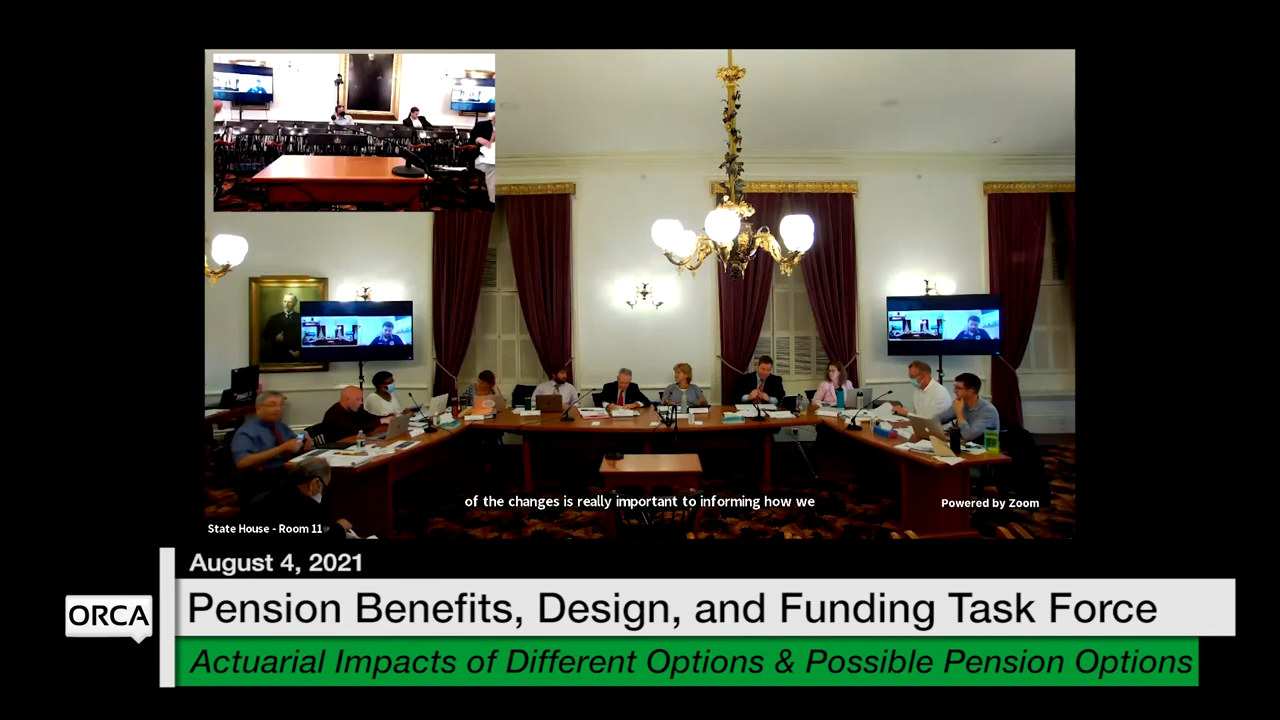 of the changes is really important to informing how we
Powered by Zoom
State House - Room 11
August 4, 2021
ORCA
Pension Benefits, Design, and Funding Task Force
Actuarial Impacts of Different Options & Possible Pension Options